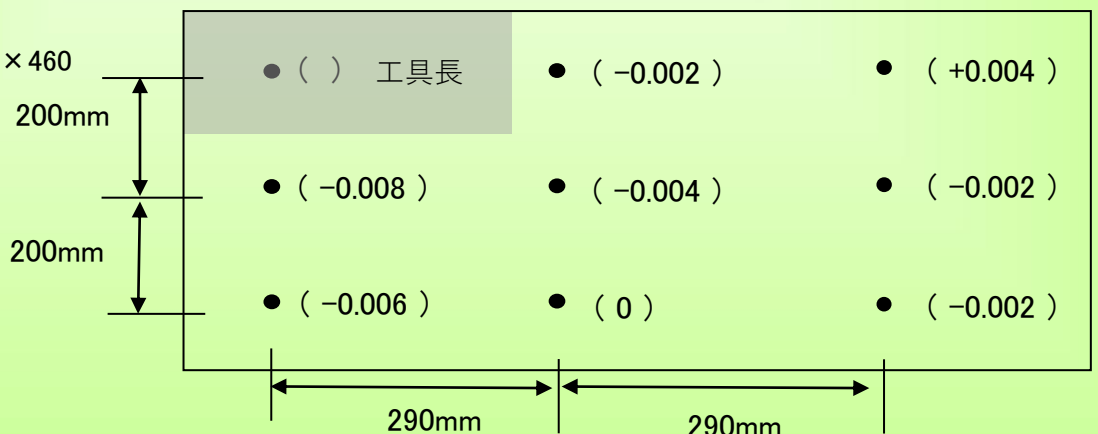 ×460
200mm
200mm
( ) 工具長
( -0.002 )
( +0.004 )
( -0.008 )
( -0.004 )
( -0.002 )
( -0.006 )
( 0 )
( -0.002 )
290mm
290mm